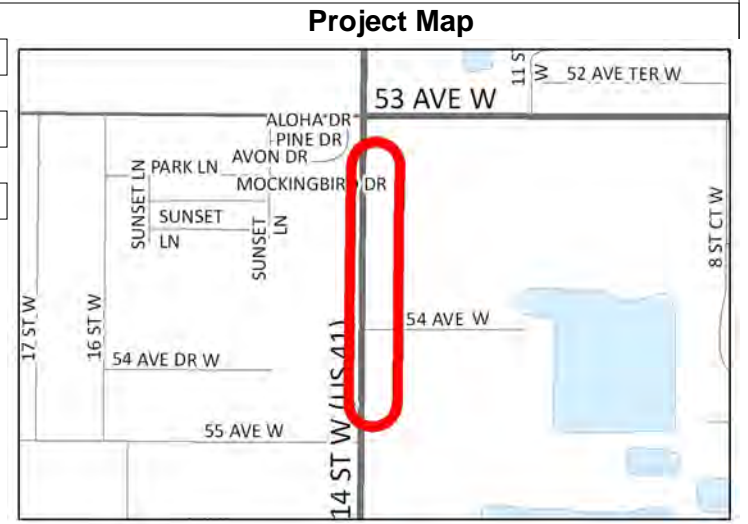 Project Map
11 ST W
52 AVE TER W
53 AVE W
ALOHA DR
PINE DR
AVON DR
PARK LN
MOCKINGBIRD DR
SUNSET LN
SUNSET
LN
SUNSET
LN
8 ST CT W
17 ST W
16 ST W
54 AVE W
54 AVE DR W
14 ST W (US 41)
55 AVE W